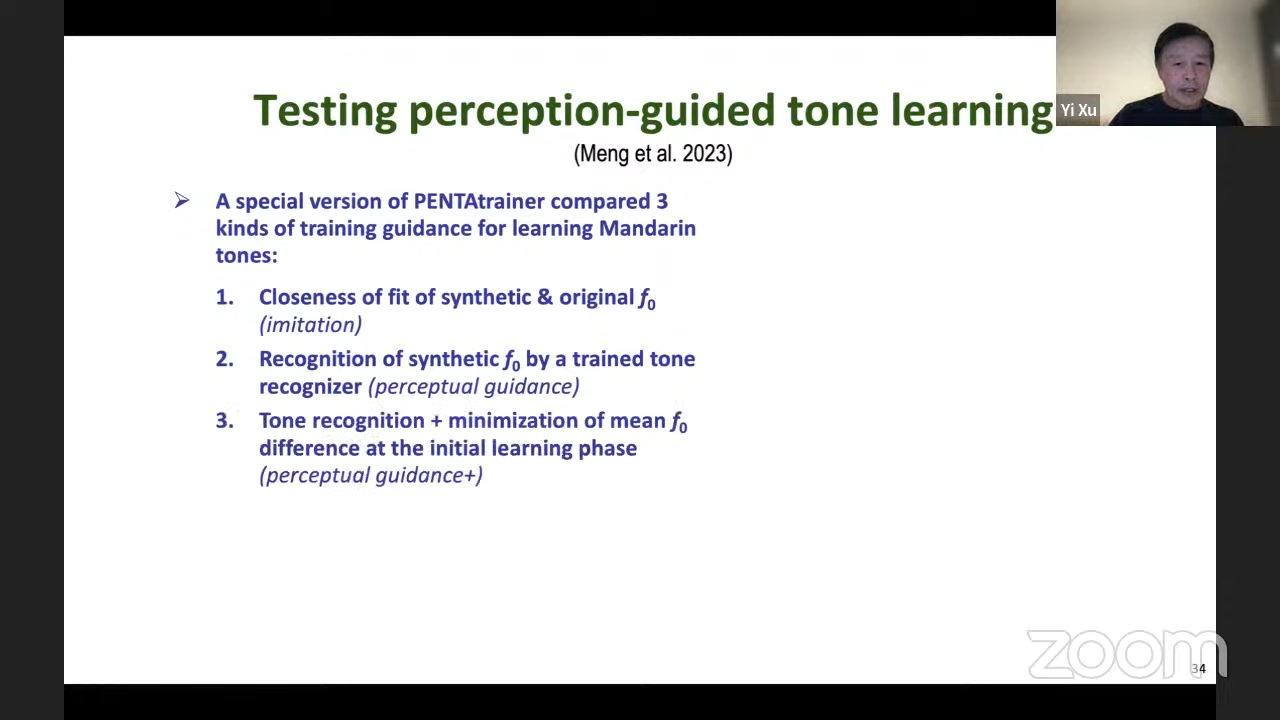 Testing perception-guided tone learning
Yi Xu
(Meng et al. 2023)
➢ A special version of PENTAtrainer compared 3
kinds of training guidance for learning Mandarin
tones:
1. Closeness of fit of synthetic & original f0
(imitation)
2. Recognition of synthetic f0 by a trained tone
recognizer (perceptual guidance)
3. Tone recognition + minimization of mean f0
difference at the initial learning phase
(perceptual guidance+)
zoom
34